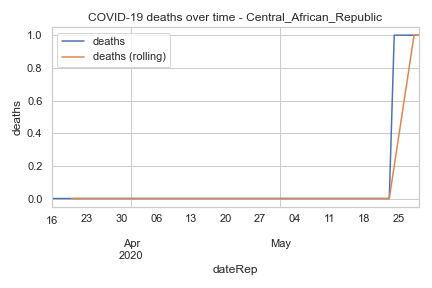 COVID-19 deaths over time - Central_African_Republic
deaths
deaths (rolling)
deaths
1.0
0.8
0.6
0.4
0.2
0.0
16 23 30 06 13 20 27 04 11 18 25
Apr May
2020
dateRep